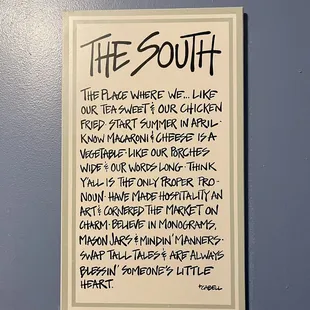 THE SOUTH
THE PLACE WHERE WE... LIKE
OUR TEA SWEET & OUR CHICKEN
FRIED · START SUMMER IN APRIL ·
KNOW MACARONI & CHEESE IS A
VEGETABLE · LIKE OUR PORCHES
WIDE & OUR WORDS LONG · THINK
Y'ALL IS THE ONLY PROPER PRO-
NOUN · HAVE MADE HOSPITALITY AN
ART & CORNERED THE MARKET ON
CHARM · BELIEVE IN MONOGRAMS,
MASON JARS & MINDIN' MANNERS ·
SWAP TALL TALES & ARE ALWAYS
BLESSIN' SOMEONE'S LITTLE
HEART.
CABELL